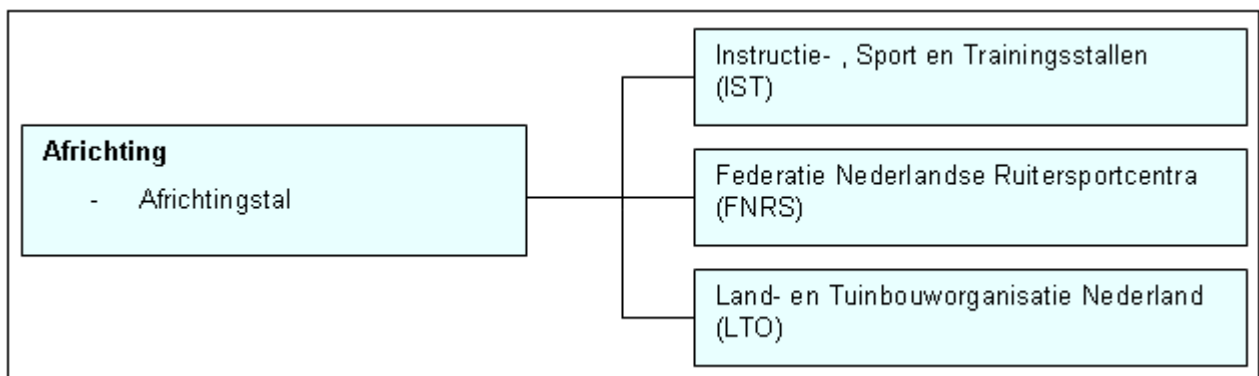 Africhting
- Africhtingstal
Instructie- , Sport en Trainingsstallen
(IST)
Federatie Nederlandse Ruitersportcentra
(FNRS)
Land- en Tuinbouworganisatie Nederland
(LTO)